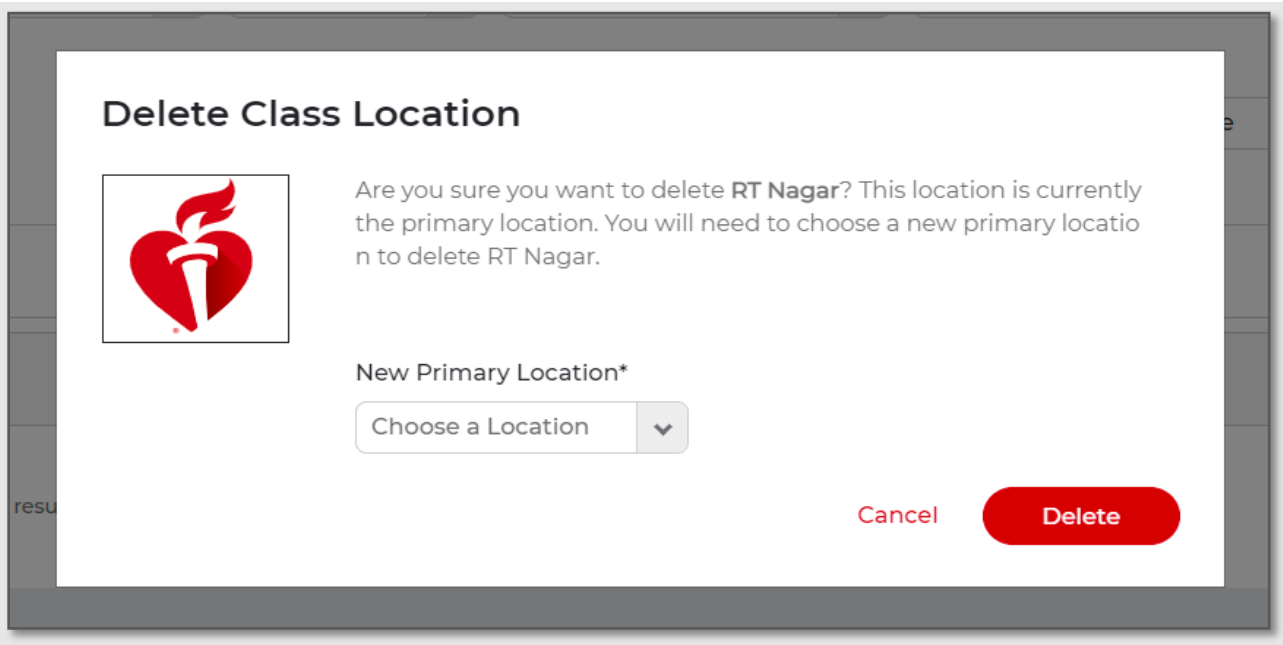 Delete Class Location
e
Are you sure you want to delete RT Nagar? This location is currently
the primary location. You will need to choose a new primary locatio
n to delete RT Nagar.
New Primary Location*
Choose a Location
resu
Cancel
Delete